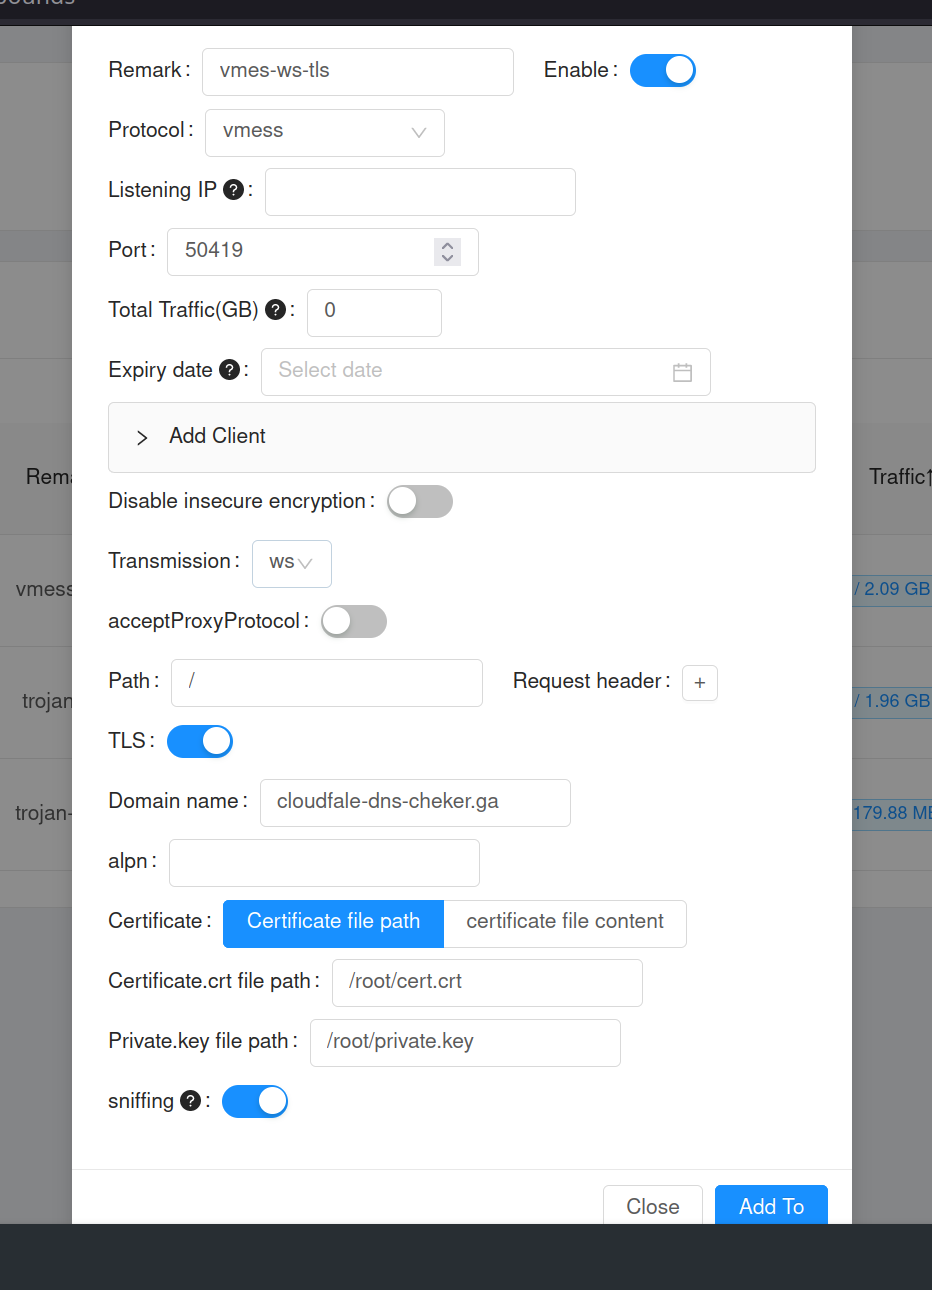 Remark : vmes-ws-tls Enable :
Protocol : vmess
Listening IP ? :
Port : 50419
Total Traffic(GB) ? : 0
Expiry date ? : Select date
Add Client
Rema Traffic↑
Disable insecure encryption :
Transmission : ws
vmess / 2.09 GB
acceptProxyProtocol :
Path : / Request header : +
trojan / 1.96 GB
TLS :
Domain name : cloudfale-dns-cheker.ga
trojan- 179.88 MB
alpn :
Certificate : Certificate file path certificate file content
Certificate.crt file path : /root/cert.crt
Private.key file path : /root/private.key
sniffing ? :
Close Add To